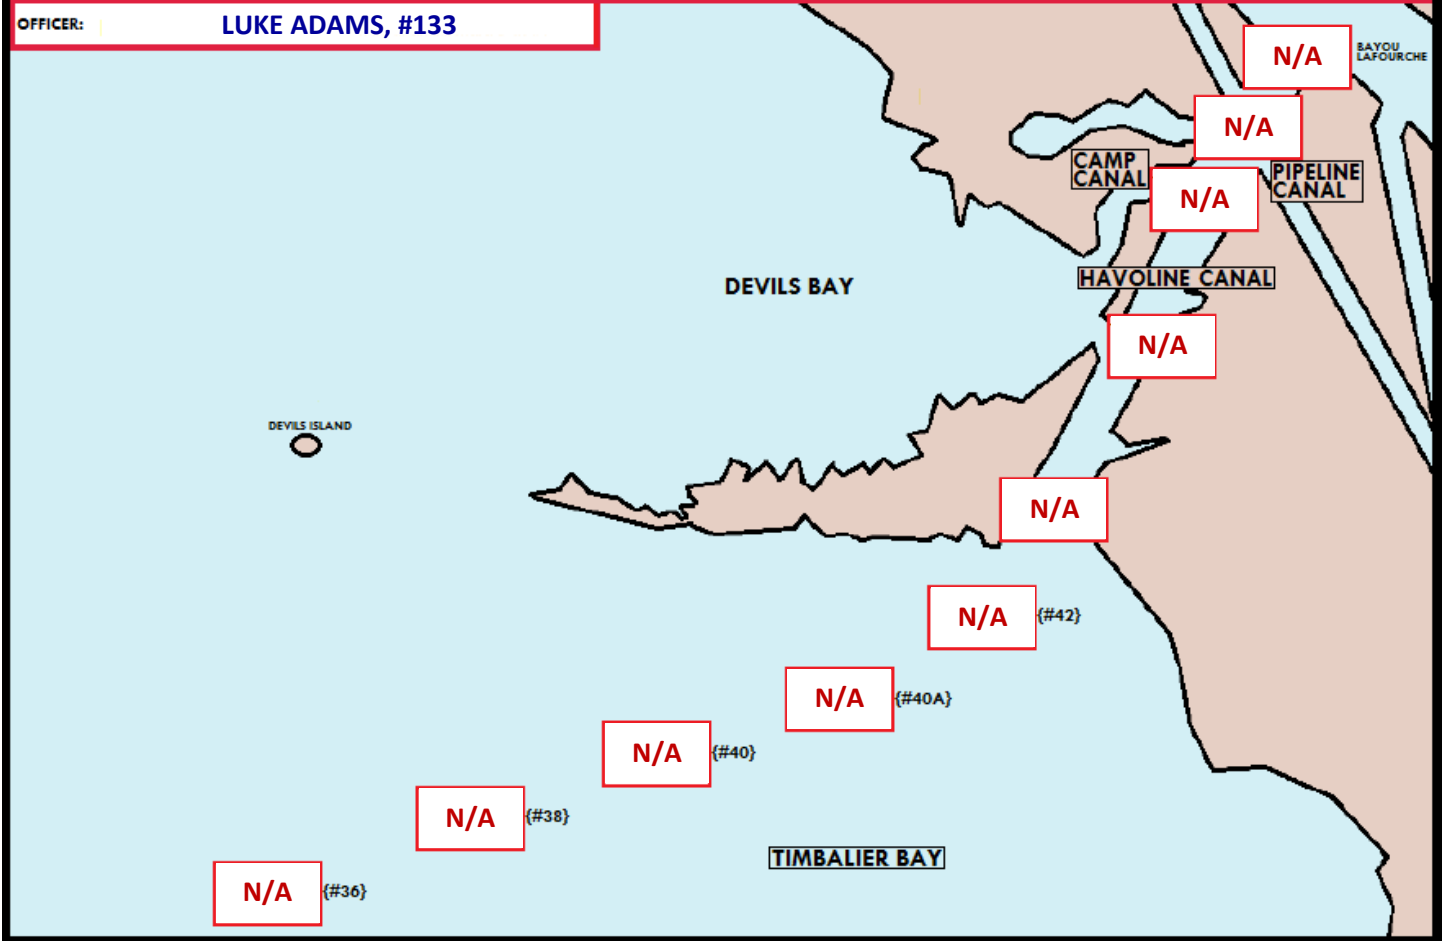 OFFICER: LUKE ADAMS, #133
N/A
BAYOU
LAFOURCHE
N/A
CAMP
CANAL
PIPELINE
CANAL
N/A
HAVOLINE CANAL
DEVILS BAY
N/A
DEVILS ISLAND
N/A
N/A {#42}
N/A {#40A}
N/A {#40}
N/A {#38}
TIMBALIER BAY
N/A {#36}